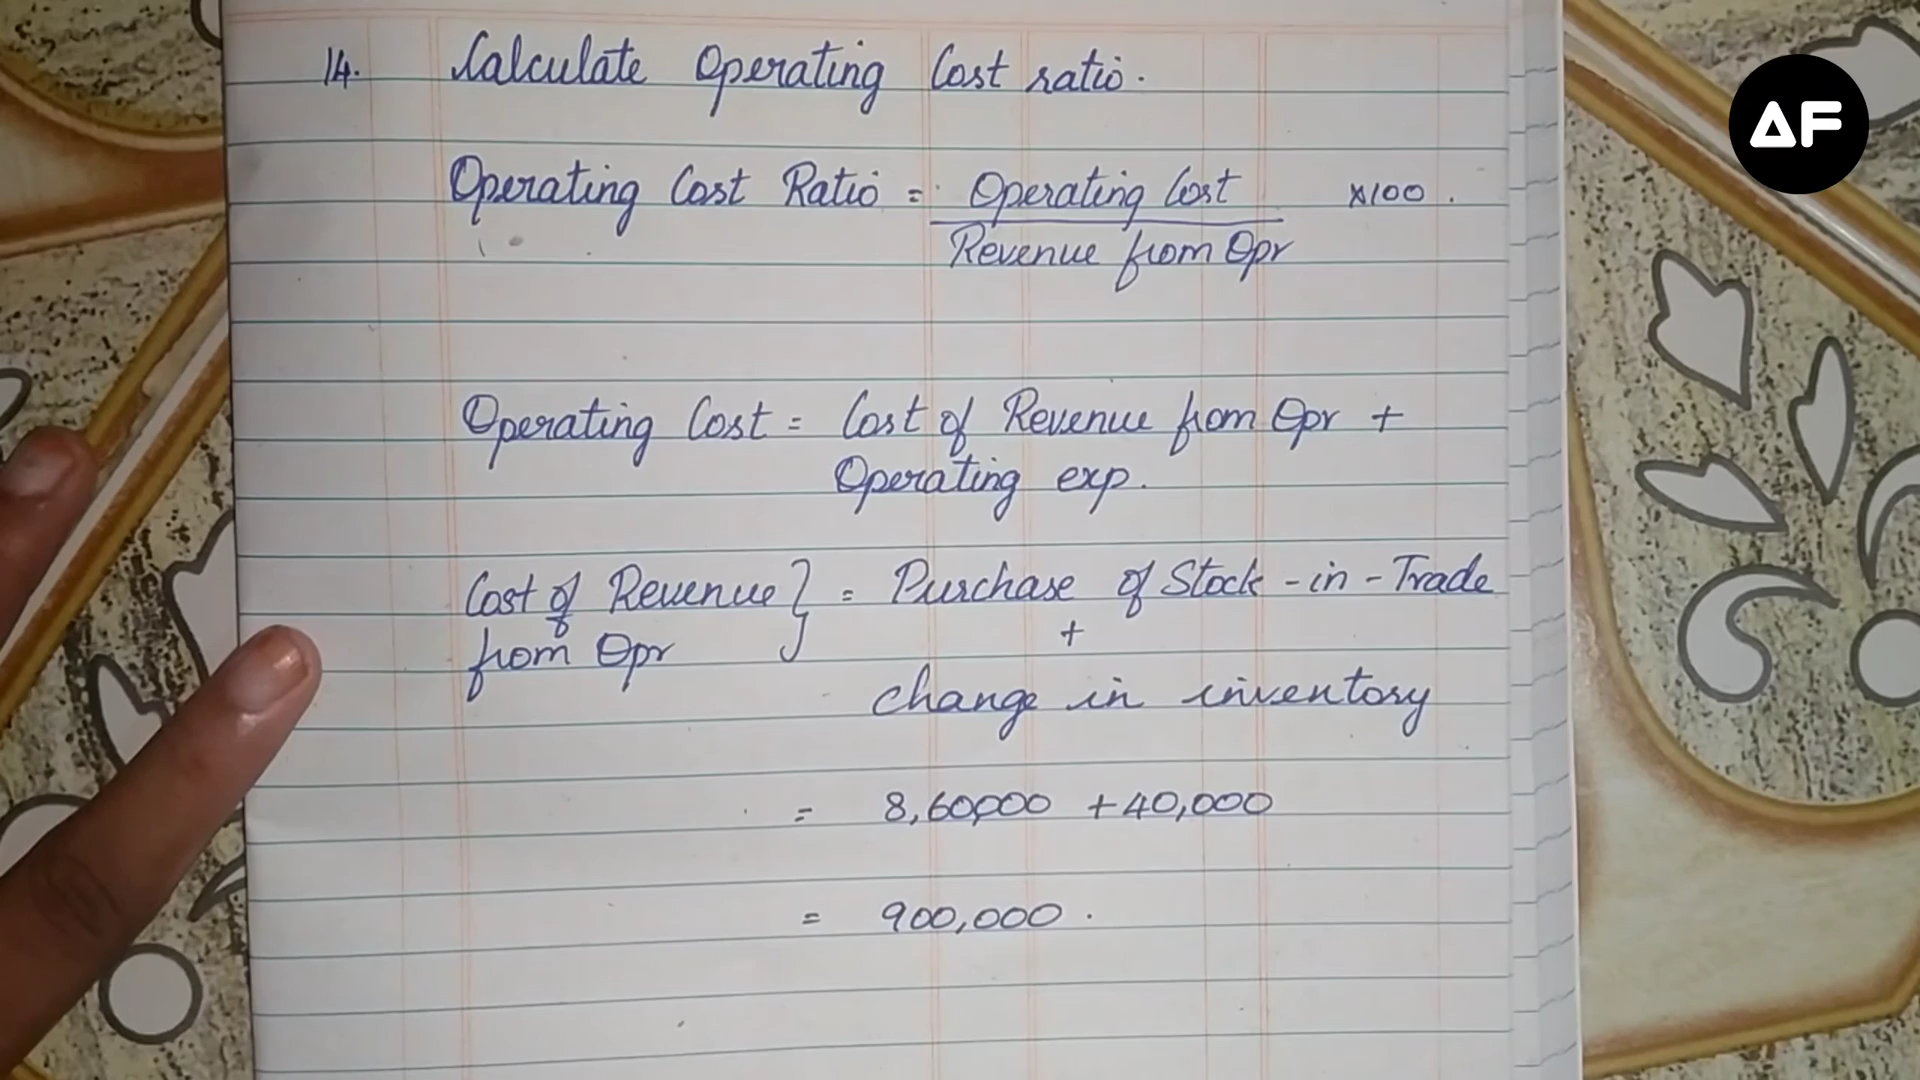 14. Calculate Operating Cost ratio.
Operating Cost Ratio = Operating Cost x100.
Revenue from Opr
Operating Cost = Cost of Revenue from Opr +
Operating exp.
Cost of Revenue } = Purchase of Stock-in-Trade
from Opr +
change in inventory
= 8,60,000 +40,000
= 900,000.
AF